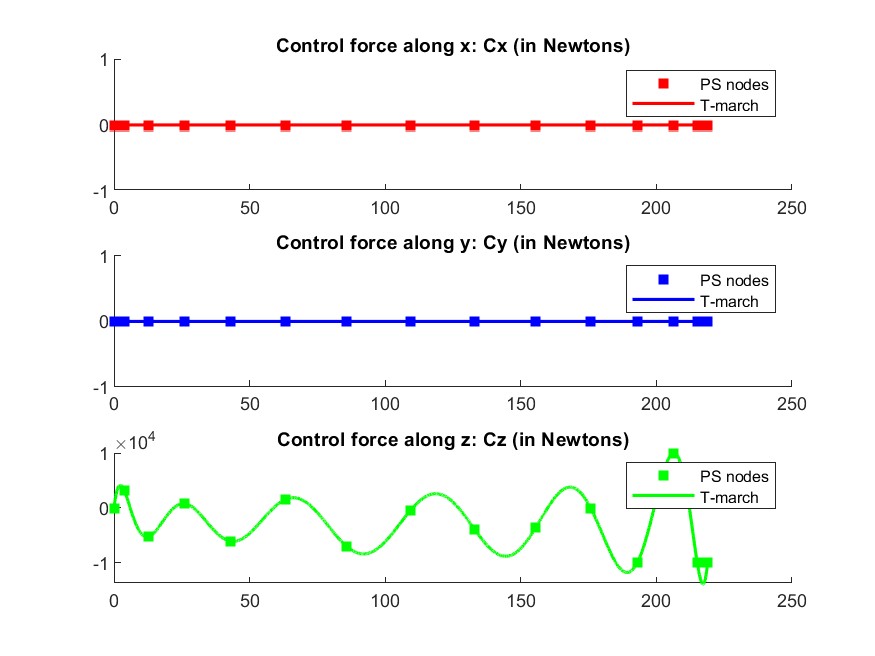 Control force along x: Cx (in Newtons)
1
0
-1
0 50 100 150 200 250
PS nodes
T-march
Control force along y: Cy (in Newtons)
1
0
-1
0 50 100 150 200 250
PS nodes
T-march
Control force along z: Cz (in Newtons)
×10⁴
1
0
-1
0 50 100 150 200 250
PS nodes
T-march